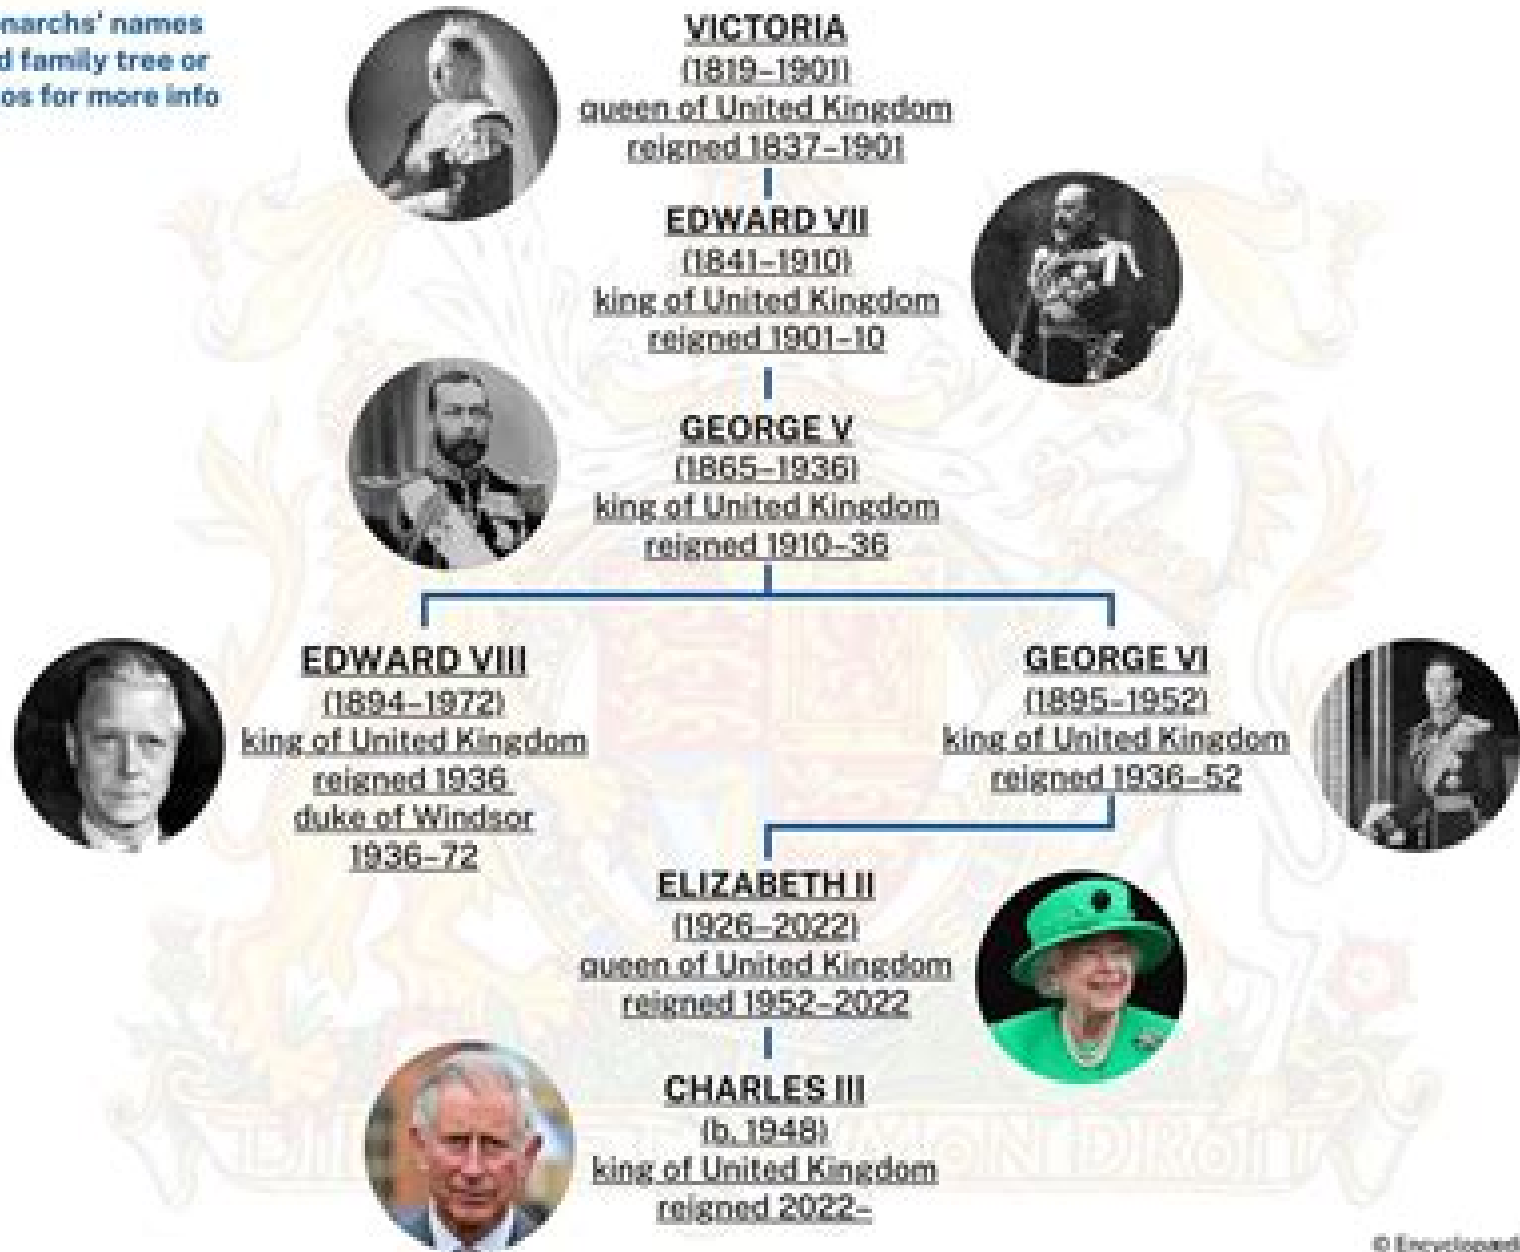 narchs' names
d family tree or
os for more info
VICTORIA
(1819–1901)
queen of United Kingdom
reigned 1837–1901
EDWARD VII
(1841–1910)
king of United Kingdom
reigned 1901–10
GEORGE V
(1865–1936)
king of United Kingdom
reigned 1910–36
EDWARD VIII
(1894–1972)
king of United Kingdom
reigned 1936
duke of Windsor
1936–72
GEORGE VI
(1895–1952)
king of United Kingdom
reigned 1936–52
ELIZABETH II
(1926–2022)
queen of United Kingdom
reigned 1952–2022
CHARLES III
(b. 1948)
king of United Kingdom
reigned 2022–
DROIT
© Encyclopæd